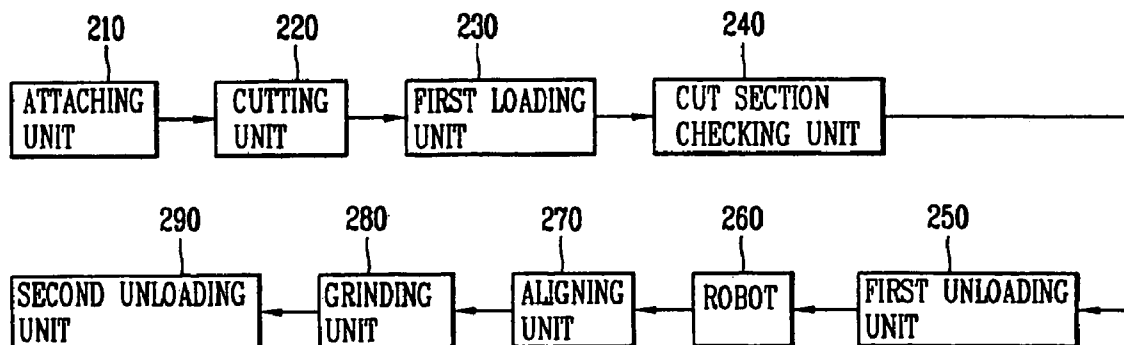 210 220 230 240
ATTACHING UNIT
CUTTING UNIT
FIRST LOADING UNIT
CUT SECTION CHECKING UNIT
290 280 270 260 250
SECOND UNLOADING UNIT
GRINDING UNIT
ALIGNING UNIT
ROBOT
FIRST UNLOADING UNIT